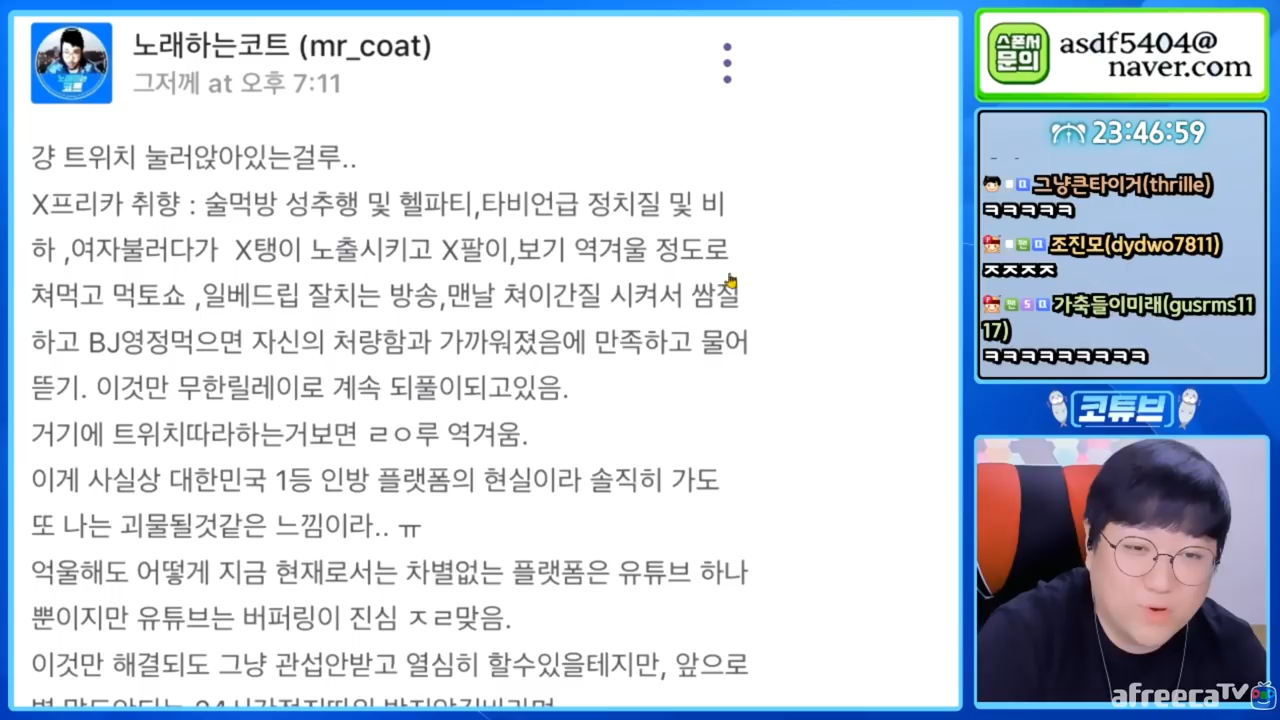 노래하는코트 (mr_coat)
그저께 at 오후 7:11
걍 트위치 눌러앉아있는걸루..
X프리카 취향 : 술먹방 성추행 및 헬파티,타비언급 정치질 및 비
하 ,여자불러다가 X탱이 노출시키고 X팔이,보기 역겨울 정도로
쳐먹고 먹토쇼 ,일베드립 잘치는 방송,맨날 쳐이간질 시켜서 쌈질
하고 BJ영정먹으면 자신의 처량함과 가까워졌음에 만족하고 물어
뜯기. 이것만 무한릴레이로 계속 되풀이되고있음.
거기에 트위치따라하는거보면 ㄹㅇ루 역겨움.
이게 사실상 대한민국 1등 인방 플랫폼의 현실이라 솔직히 가도
또 나는 괴물될것같은 느낌이라.. ㅠ
억울해도 어떻게 지금 현재로서는 차별없는 플랫폼은 유튜브 하나
뿐이지만 유튜브는 버퍼링이 진심 ㅈㄹ맞음.
이것만 해결되도 그냥 관섭안받고 열심히 할수있을테지만, 앞으로
스폰서
문의
asdf5404@
naver.com
23:46:59
그냥큰타이거(thrille)
ㅋㅋㅋㅋㅋ
조진모(dydwo7811)
ㅉㅉㅉㅉ
가축들이미래(gusrms11
17)
ㅋㅋㅋㅋㅋㅋㅋㅋㅋ
코튜브
afreecaTV